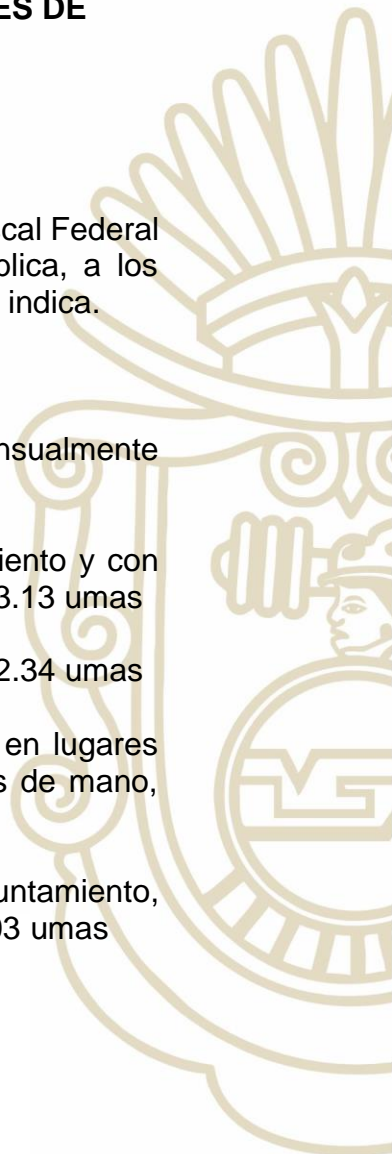 ES DE
cal Federal
olica, a los
indica.
nsualmente
iento y con
3.13 umas
2.34 umas
en lugares
s de mano,
untamiento,
03 umas